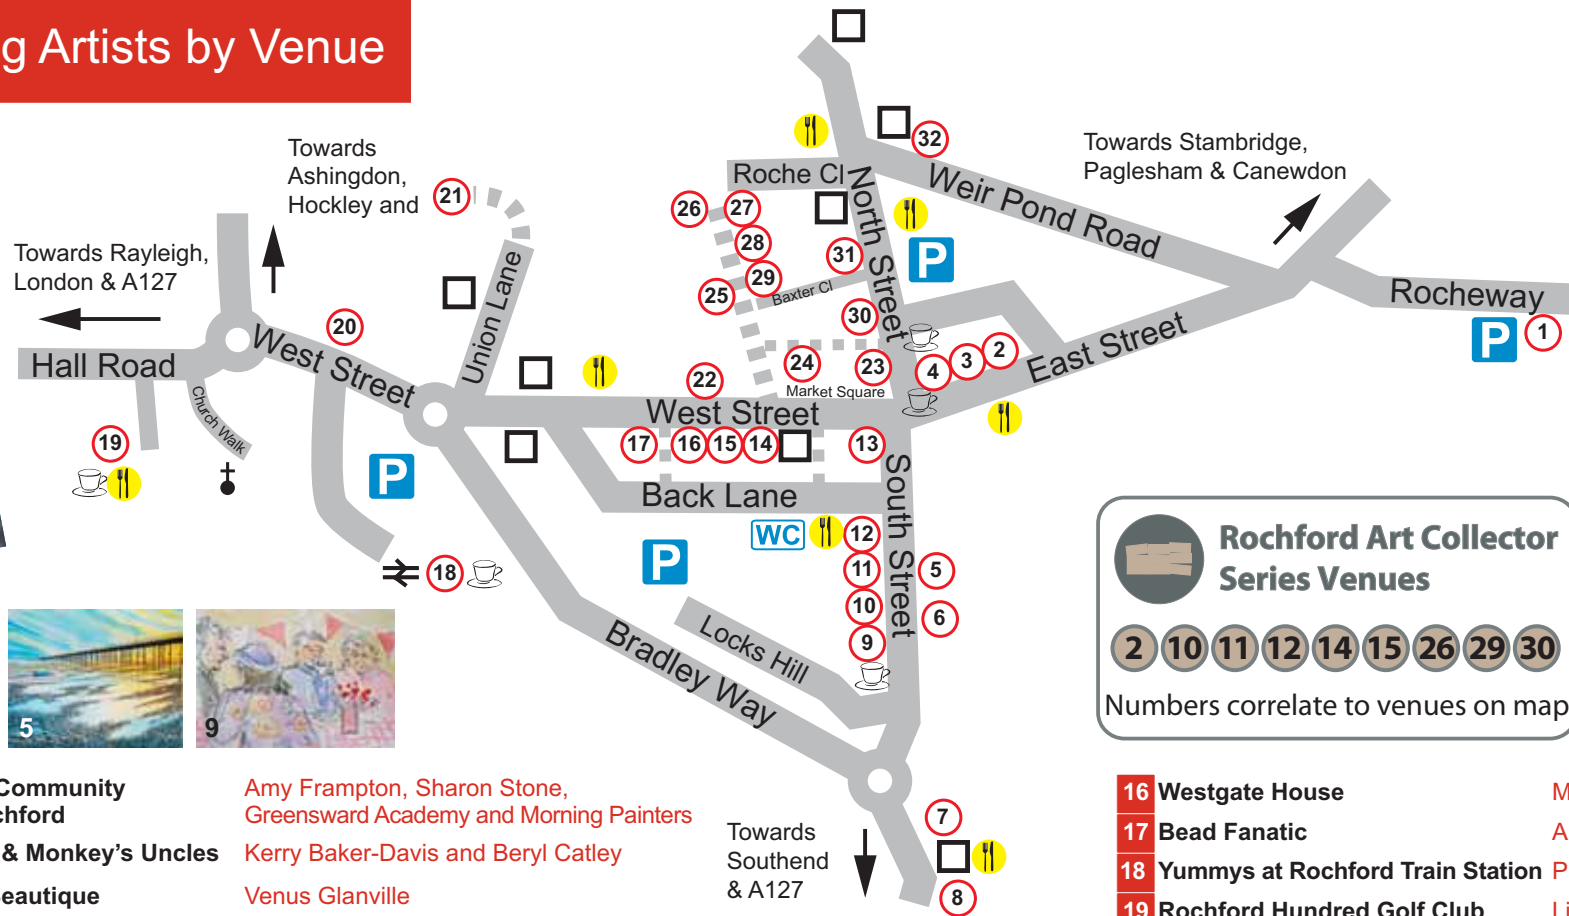 g Artists by Venue
Towards
Ashingdon,
Hockley and
Towards Rayleigh,
London & A127
Towards Stambridge,
Paglesham & Canewdon
32
Roche Cl
North Street
Weir Pond Road
21
26
27
28
31
29
25
Baxter Cl
30
P
Rocheway
P
1
20
Hall Road
West Street
Union Lane
Church Walk
19
22
24
23
4
3
2
East Street
Market Square
West Street
17
16
15
14
13
P
Back Lane
South Street
WC
12
11
10
9
5
6
P
18
Locks Hill
Bradley Way
Rochford Art Collector
Series Venues
2 10 11 12 14 15 26 29 30
Numbers correlate to venues on map
5
9
7
8
Towards
Southend
& A127
Community
chford
Amy Frampton, Sharon Stone,
Greensward Academy and Morning Painters
& Monkey's Uncles Kerry Baker-Davis and Beryl Catley
Beautique Venus Glanville
16 Westgate House M
17 Bead Fanatic A
18 Yummys at Rochford Train Station P
19 Rochford Hundred Golf Club Li